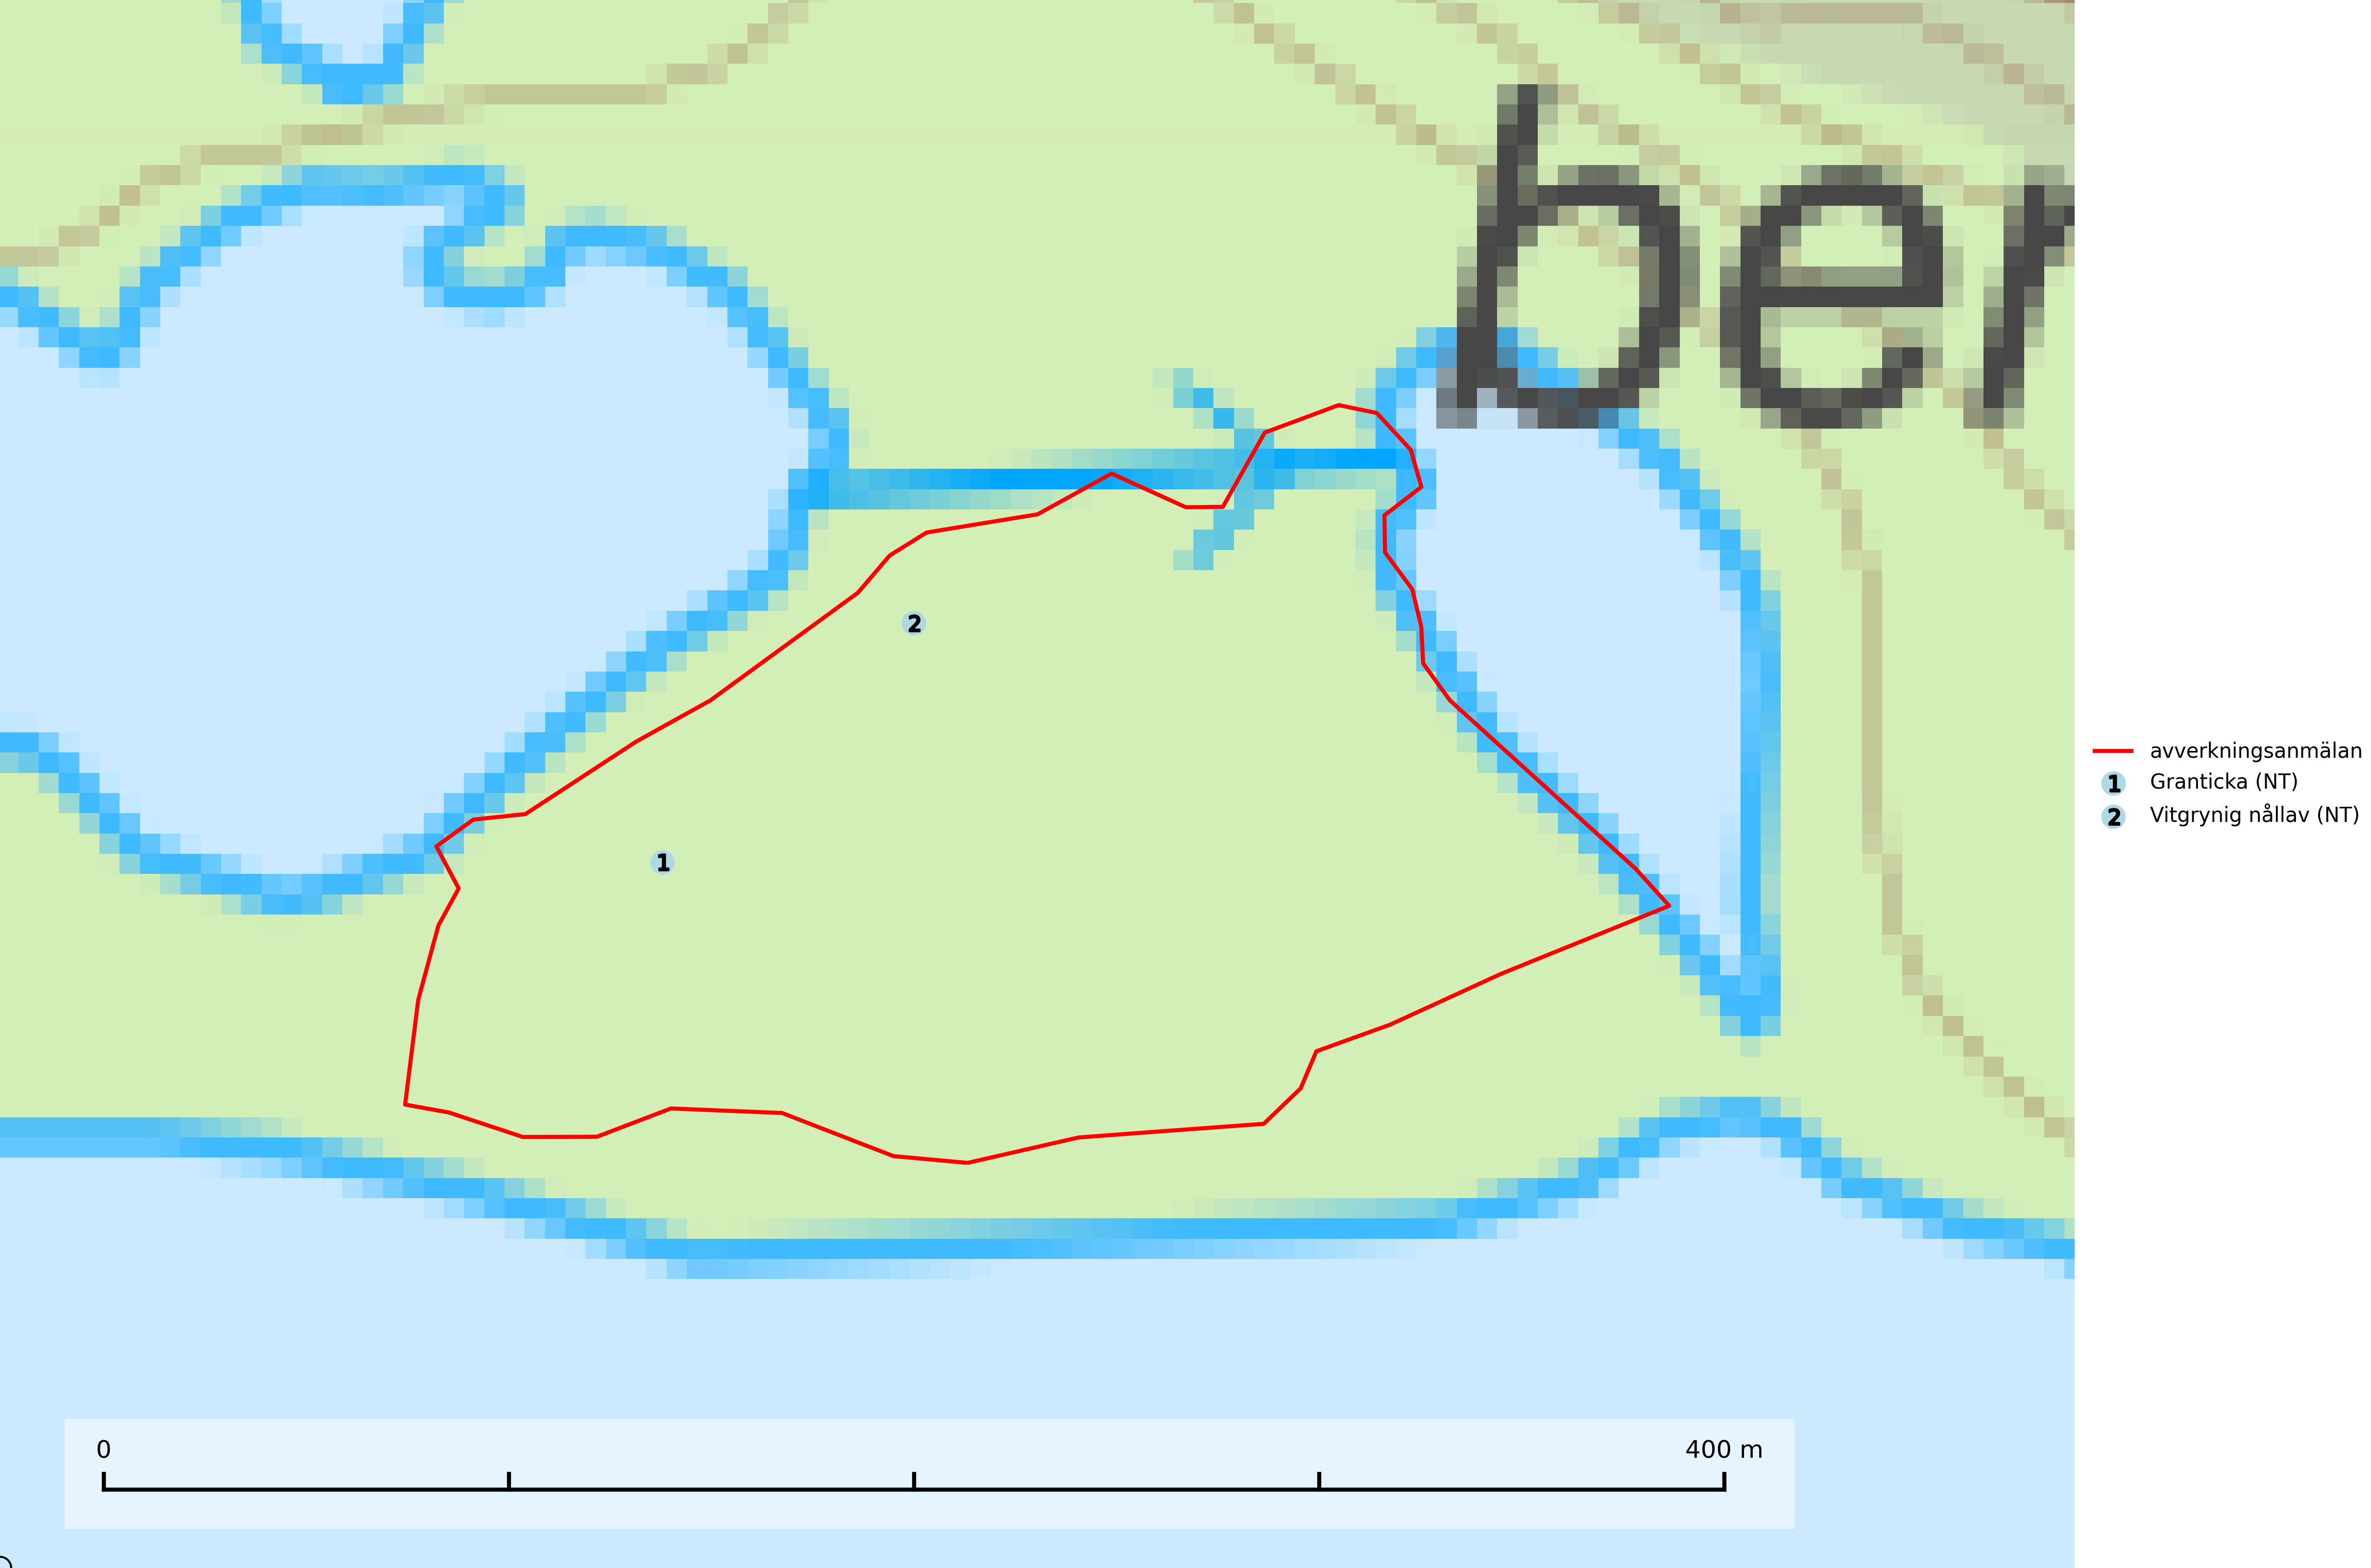 ber
avverkningsanmälan
1 Granticka (NT)
2 Vitgrynig nållav (NT)
2
1
0 400 m